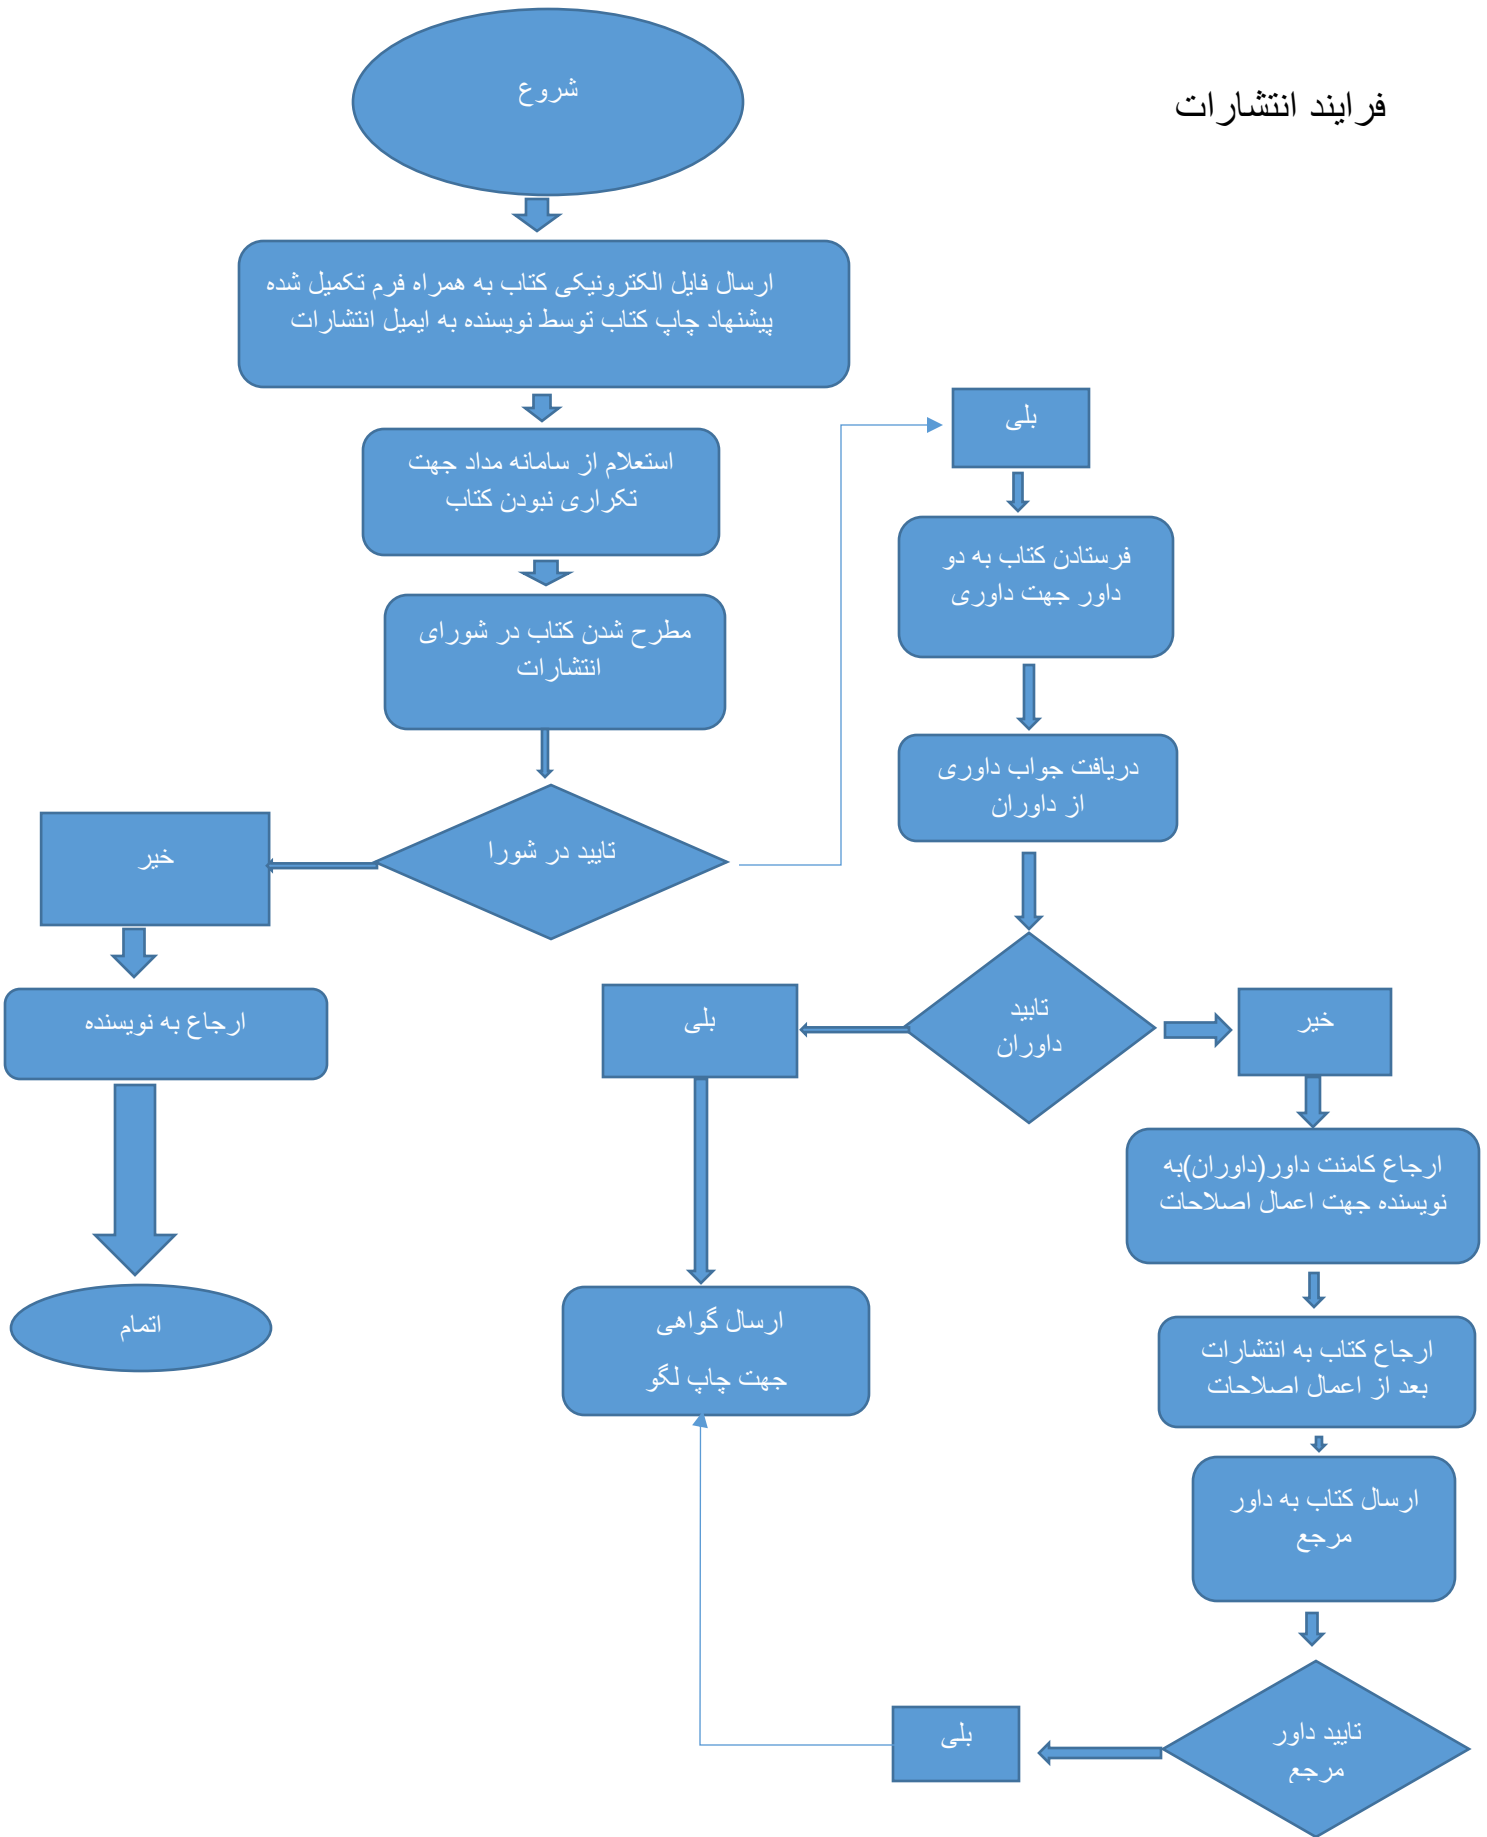 فرایند انتشارات
شروع
ارسال فایل الکترونیکی کتاب به همراه فرم تکمیل شده
پیشنهاد چاپ کتاب توسط نویسنده به ایمیل انتشارات
استعلام از سامانه مداد جهت
تکراری نبودن کتاب
مطرح شدن کتاب در شورای
انتشارات
تایید در شورا
خیر
ارجاع به نویسنده
اتمام
بلی
فرستادن کتاب به دو
داور جهت داوری
دریافت جواب داوری
از داوران
تایید
داوران
بلی
ارسال گواهی
جهت چاپ لگو
خیر
ارجاع کامنت داور(داوران)به
نویسنده جهت اعمال اصلاحات
ارجاع کتاب به انتشارات
بعد از اعمال اصلاحات
ارسال کتاب به داور
مرجع
تایید داور
مرجع
بلی